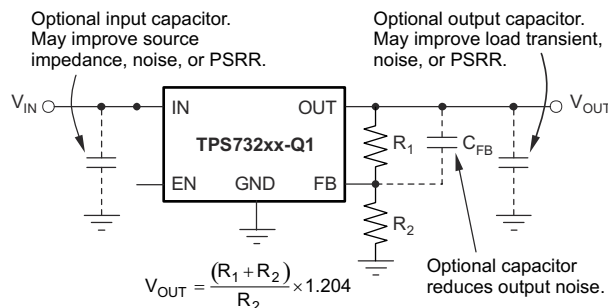 Optional input capacitor.
May improve source
impedance, noise, or PSRR.
Optional output capacitor.
May improve load transient,
noise, or PSRR.
V_IN
IN
OUT
V_OUT
TPS732xx-Q1
R_1
C_FB
EN
GND
FB
R_2
Optional capacitor
reduces output noise.
V_OUT = (R_1 + R_2) / R_2 × 1.204